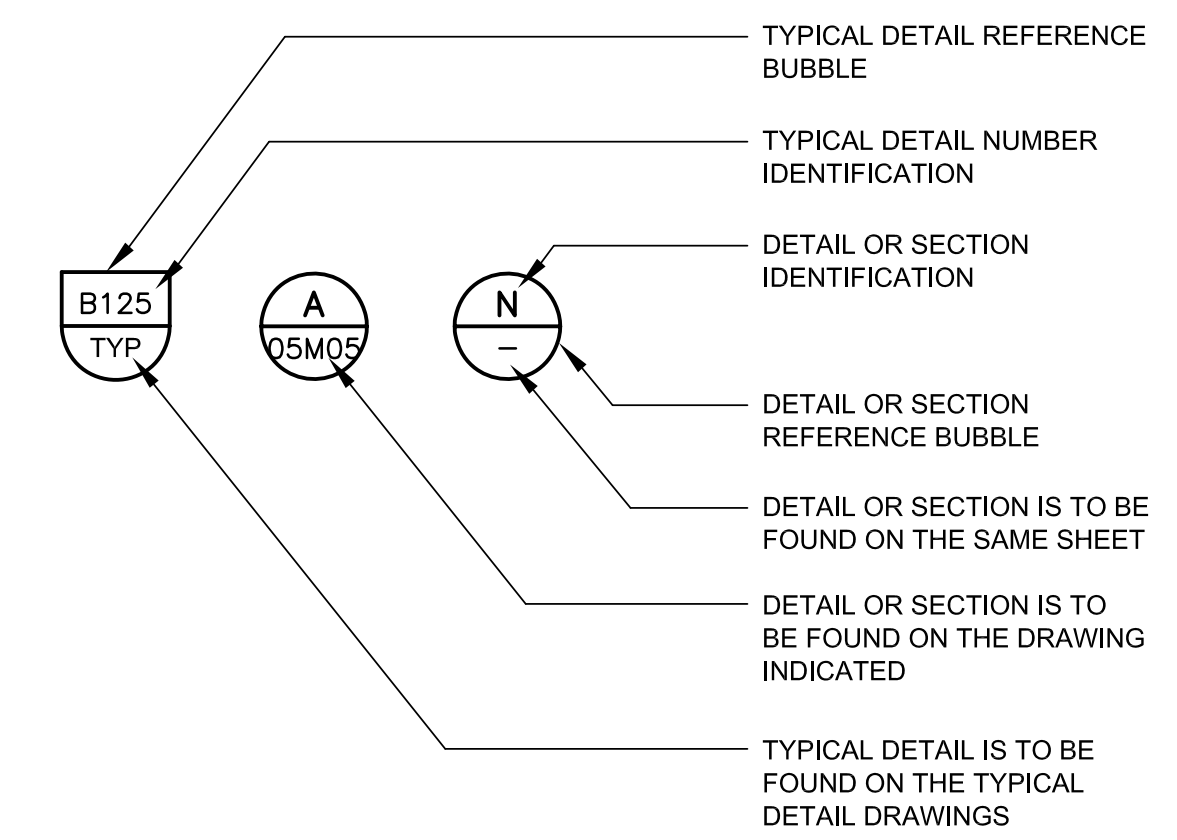 TYPICAL DETAIL REFERENCE
BUBBLE
TYPICAL DETAIL NUMBER
IDENTIFICATION
DETAIL OR SECTION
IDENTIFICATION
B125
TYP
A
05M05
N
–
DETAIL OR SECTION
REFERENCE BUBBLE
DETAIL OR SECTION IS TO BE
FOUND ON THE SAME SHEET
DETAIL OR SECTION IS TO
BE FOUND ON THE DRAWING
INDICATED
TYPICAL DETAIL IS TO BE
FOUND ON THE TYPICAL
DETAIL DRAWINGS